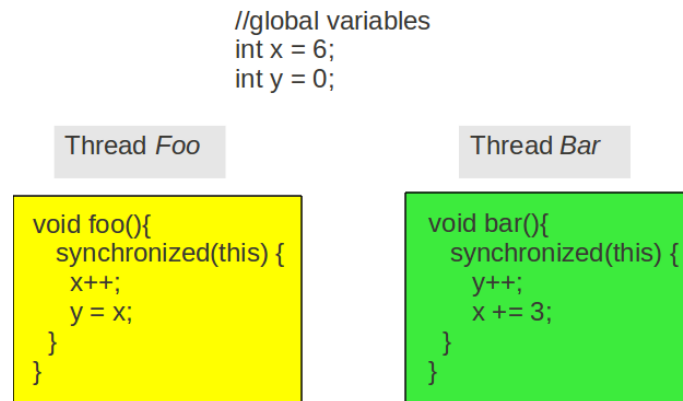 //global variables
int x = 6;
int y = 0;
Thread Foo
Thread Bar
void foo(){
synchronized(this) {
x++;
y = x;
}
}
void bar(){
synchronized(this) {
y++;
x += 3;
}
}